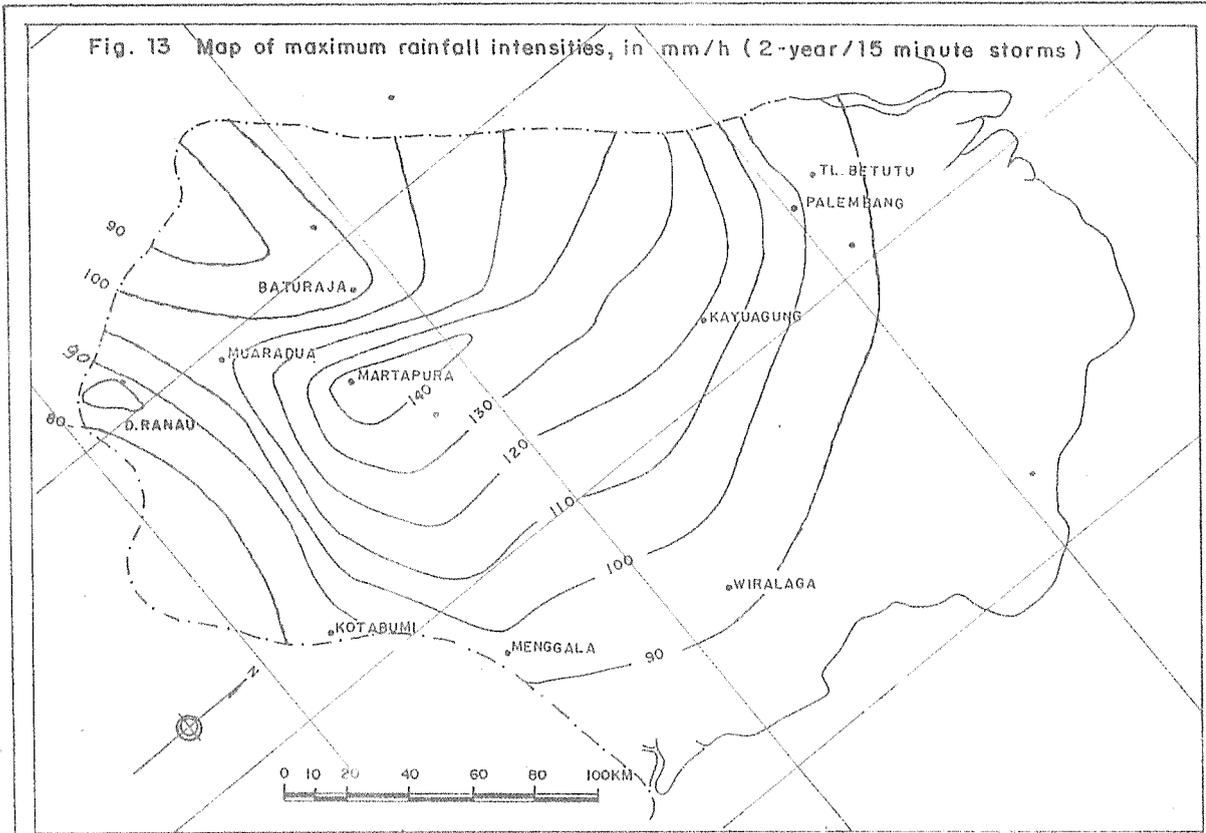 Fig. 13 Map of maximum rainfall intensities, in mm/h (2-year/15 minute storms)
TL. BETUTU
PALEMBANG
90
100
BATURAJA
KAYUAGUNG
90
MUARADUA
MARTAPURA
140
130
80
D. RANAU
120
110
100
WIRALAGA
KOTABUMI
MENGGALA
90
N
0 10 20 40 60 80 100KM